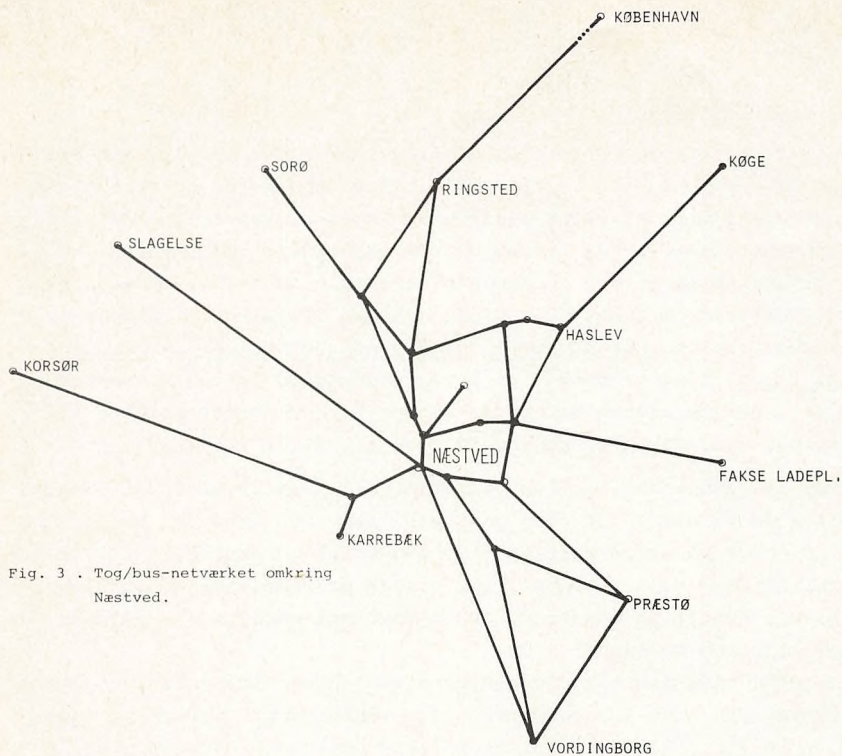 KØBENHAVN
SORØ
KØGE
RINGSTED
SLAGELSE
HASLEV
KORSØR
NÆSTVED
FAKSE LADEPL.
KARREBÆK
Fig. 3 . Tog/bus-netværket omkring
Næstved.
PRÆSTØ
VORDINGBORG